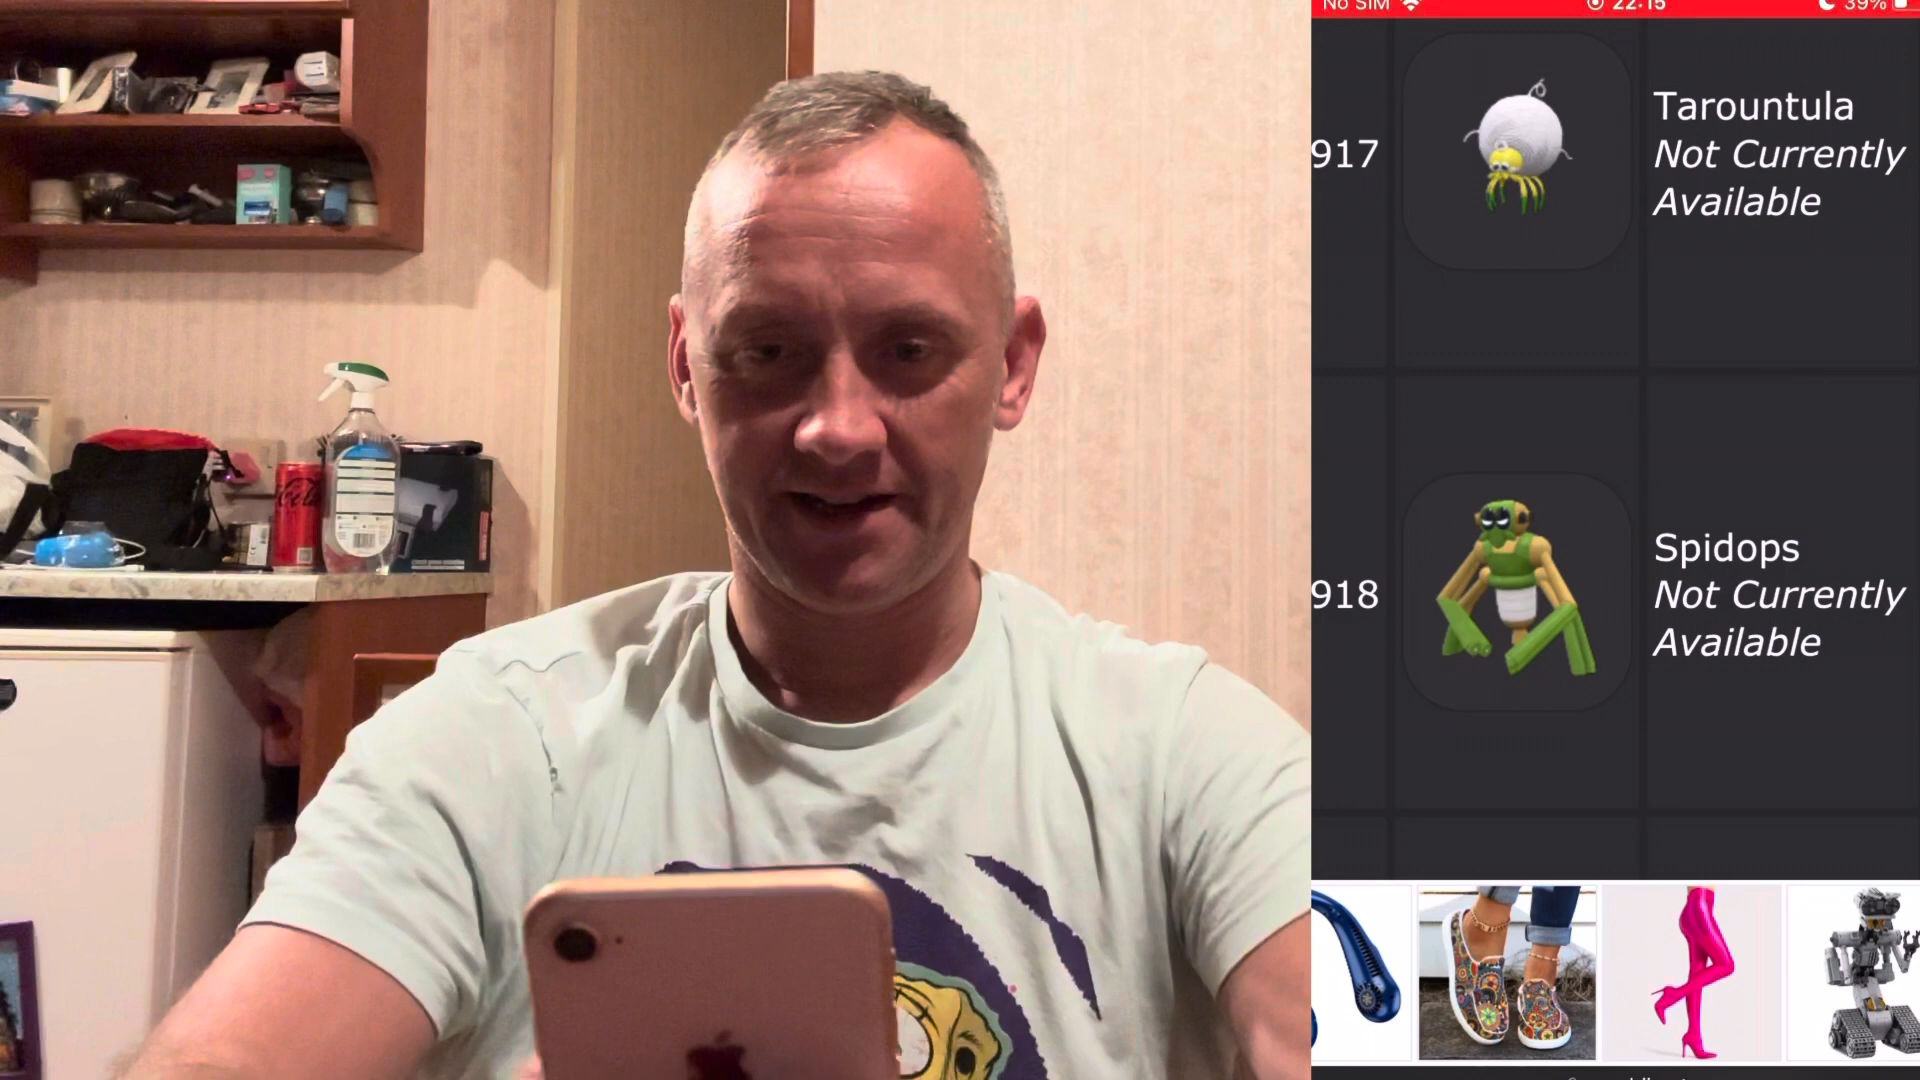 No SIM 22:15 39%
917
Tarountula
Not Currently
Available
918
Spidops
Not Currently
Available